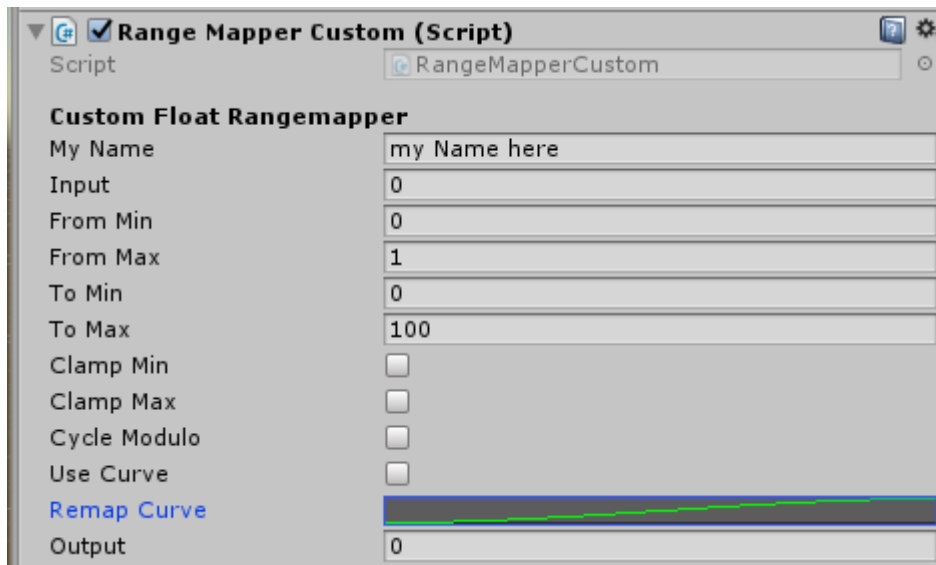 Range Mapper Custom (Script)
Script RangeMapperCustom
Custom Float Rangemapper
My Name my Name here
Input 0
From Min 0
From Max 1
To Min 0
To Max 100
Clamp Min
Clamp Max
Cycle Modulo
Use Curve
Remap Curve
Output 0